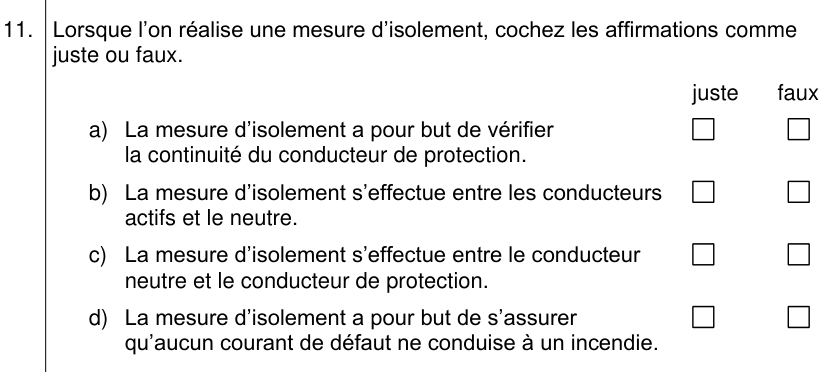 11. Lorsque l'on réalise une mesure d'isolement, cochez les affirmations comme
juste ou faux.
juste faux
a) La mesure d'isolement a pour but de vérifier
la continuité du conducteur de protection.
b) La mesure d'isolement s'effectue entre les conducteurs
actifs et le neutre.
c) La mesure d'isolement s'effectue entre le conducteur
neutre et le conducteur de protection.
d) La mesure d'isolement a pour but de s'assurer
qu'aucun courant de défaut ne conduise à un incendie.